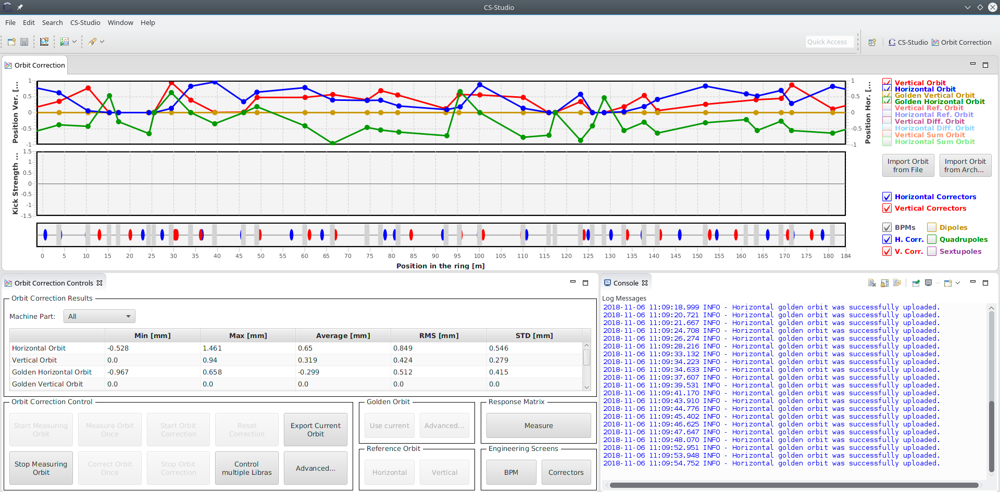 CS-Studio
File Edit Search CS-Studio Window Help
Quick Access
CS-Studio Orbit Correction
Orbit Correction
Position Ver. [...
1
0.5
0
-0.5
-1
1
0.5
0
-0.5
-1
Position Hor. [...
Kick Strength ...
1.5
1
0.5
0
-0.5
-1
-1.5
0 5 10 15 20 25 30 35 40 45 50 55 60 65 70 75 80 85 90 95 100 105 110 115 120 125 130 135 140 145 150 155 160 165 170 175 180 184
Position in the ring [m]
Vertical Orbit
Horizontal Orbit
Golden Vertical Orbit
Golden Horizontal Orbit
Vertical Ref. Orbit
Horizontal Ref. Orbit
Vertical Diff. Orbit
Horizontal Diff. Orbit
Vertical Sum Orbit
Horizontal Sum Orbit
Import Orbit
from File
Import Orbit
from Arch...
Horizontal Correctors
Vertical Correctors
BPMs Dipoles
H. Corr. Quadrupoles
V. Corr. Sextupoles
Orbit Correction Controls
Orbit Correction Results
Machine Part: All
Min [mm] Max [mm] Average [mm] RMS [mm] STD [mm]
Horizontal Orbit -0.528 1.461 0.65 0.849 0.546
Vertical Orbit 0.0 0.94 0.319 0.424 0.279
Golden Horizontal Orbit -0.967 0.658 -0.299 0.512 0.415
Golden Vertical Orbit 0.0 0.0 0.0 0.0 0.0
Orbit Correction Control
Start Measuring
Orbit
Measure Orbit
Once
Start Orbit
Correction
Reset
Correction
Export Current
Orbit
Stop Measuring
Orbit
Correct Orbit
Once
Stop Orbit
Correction
Control
multiple Libras
Advanced...
Golden Orbit
Use current Advanced...
Reference Orbit
Horizontal Vertical
Response Matrix
Measure
Engineering Screens
BPM Correctors
Console
Log Messages
2018-11-06 11:09:18.999 INFO - Horizontal golden orbit was successfully uploaded.
2018-11-06 11:09:20.721 INFO - Horizontal golden orbit was successfully uploaded.
2018-11-06 11:09:21.667 INFO - Horizontal golden orbit was successfully uploaded.
2018-11-06 11:09:24.708 INFO - Horizontal golden orbit was successfully uploaded.
2018-11-06 11:09:26.274 INFO - Horizontal golden orbit was successfully uploaded.
2018-11-06 11:09:28.216 INFO - Horizontal golden orbit was successfully uploaded.
2018-11-06 11:09:33.132 INFO - Horizontal golden orbit was successfully uploaded.
2018-11-06 11:09:34.223 INFO - Horizontal golden orbit was successfully uploaded.
2018-11-06 11:09:34.633 INFO - Horizontal golden orbit was successfully uploaded.
2018-11-06 11:09:37.607 INFO - Horizontal golden orbit was successfully uploaded.
2018-11-06 11:09:39.531 INFO - Horizontal golden orbit was successfully uploaded.
2018-11-06 11:09:41.170 INFO - Horizontal golden orbit was successfully uploaded.
2018-11-06 11:09:43.910 INFO - Horizontal golden orbit was successfully uploaded.
2018-11-06 11:09:44.776 INFO - Horizontal golden orbit was successfully uploaded.
2018-11-06 11:09:45.402 INFO - Horizontal golden orbit was successfully uploaded.
2018-11-06 11:09:46.625 INFO - Horizontal golden orbit was successfully uploaded.
2018-11-06 11:09:47.647 INFO - Horizontal golden orbit was successfully uploaded.
2018-11-06 11:09:48.070 INFO - Horizontal golden orbit was successfully uploaded.
2018-11-06 11:09:52.951 INFO - Horizontal golden orbit was successfully uploaded.
2018-11-06 11:09:53.948 INFO - Horizontal golden orbit was successfully uploaded.
2018-11-06 11:09:54.752 INFO - Horizontal golden orbit was successfully uploaded.